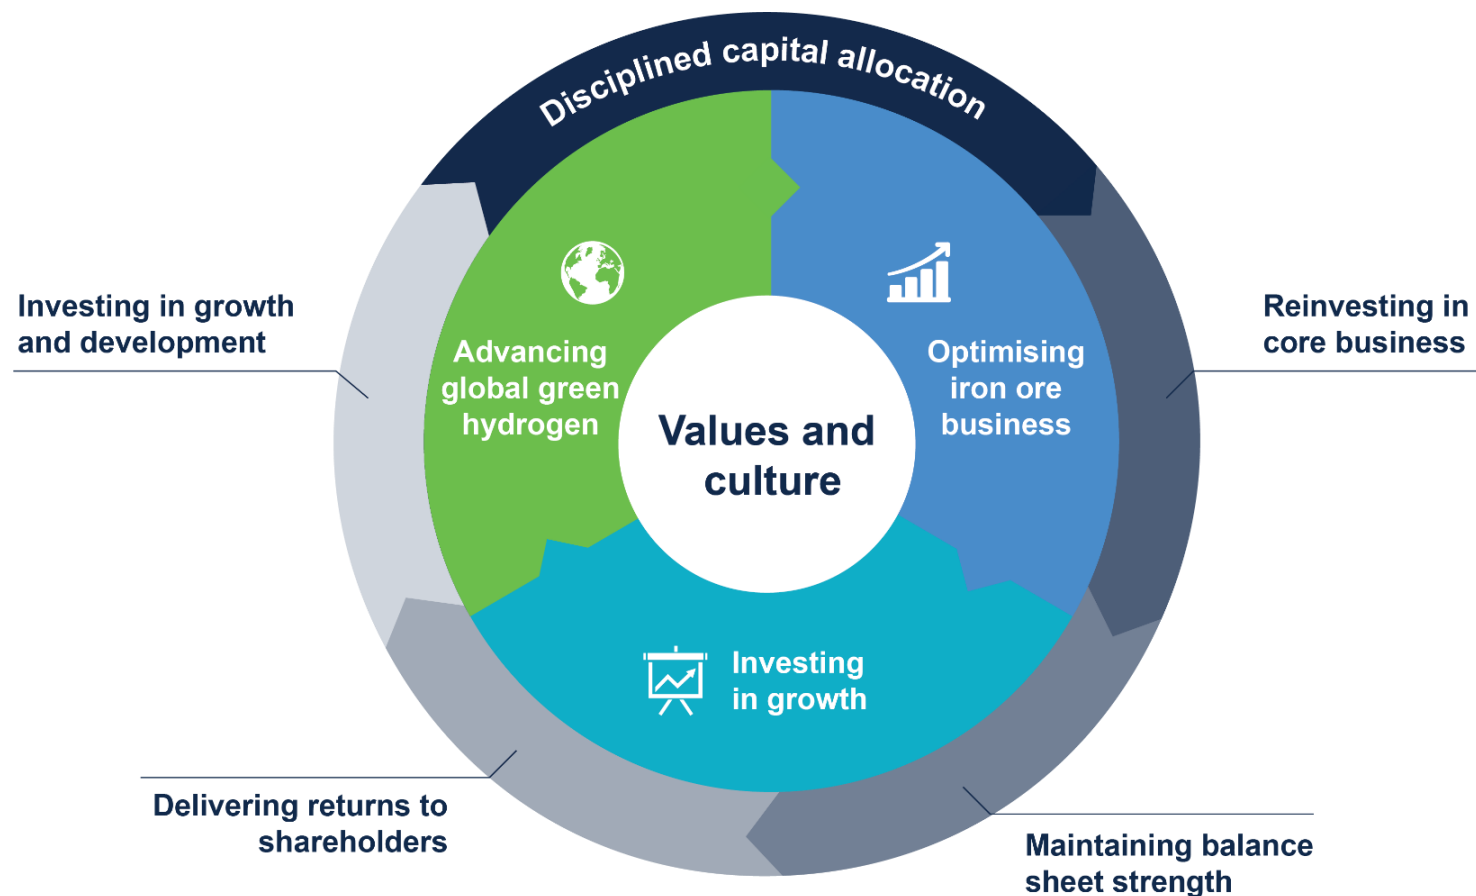 Disciplined capital allocation
Investing in growth
and development
Advancing
global green
hydrogen
Values and
culture
Optimising
iron ore
business
Reinvesting in
core business
Investing
in growth
Delivering returns to
shareholders
Maintaining balance
sheet strength